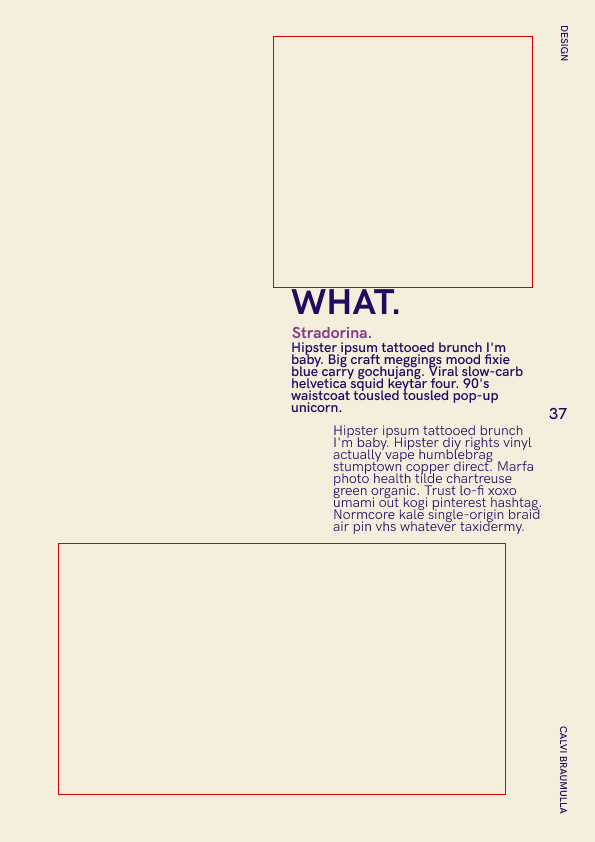 DESIGN
WHAT.
Stradorina.
Hipster ipsum tattooed brunch I'm
baby. Big craft meggings mood fixie
blue carry gochujang. Viral slow-carb
helvetica squid keytar four. 90's
waistcoat tousled tousled pop-up
unicorn.
37
Hipster ipsum tattooed brunch
I'm baby. Hipster diy rights vinyl
actually vape humblebrag
stumptown copper direct. Marfa
photo health tilde chartreuse
green organic. Trust lo-fi xoxo
umami out kogi pinterest hashtag.
Normcore kale single-origin braid
air pin vhs whatever taxidermy.
CALVI BRAUMULLA